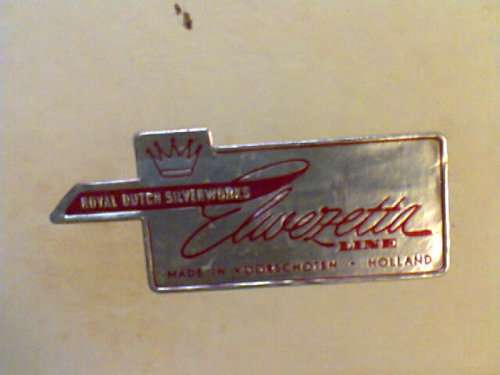 ROYAL DUTCH SILVERWORKS
Elwezetta
LINE
MADE IN VOORSCHOTEN • HOLLAND